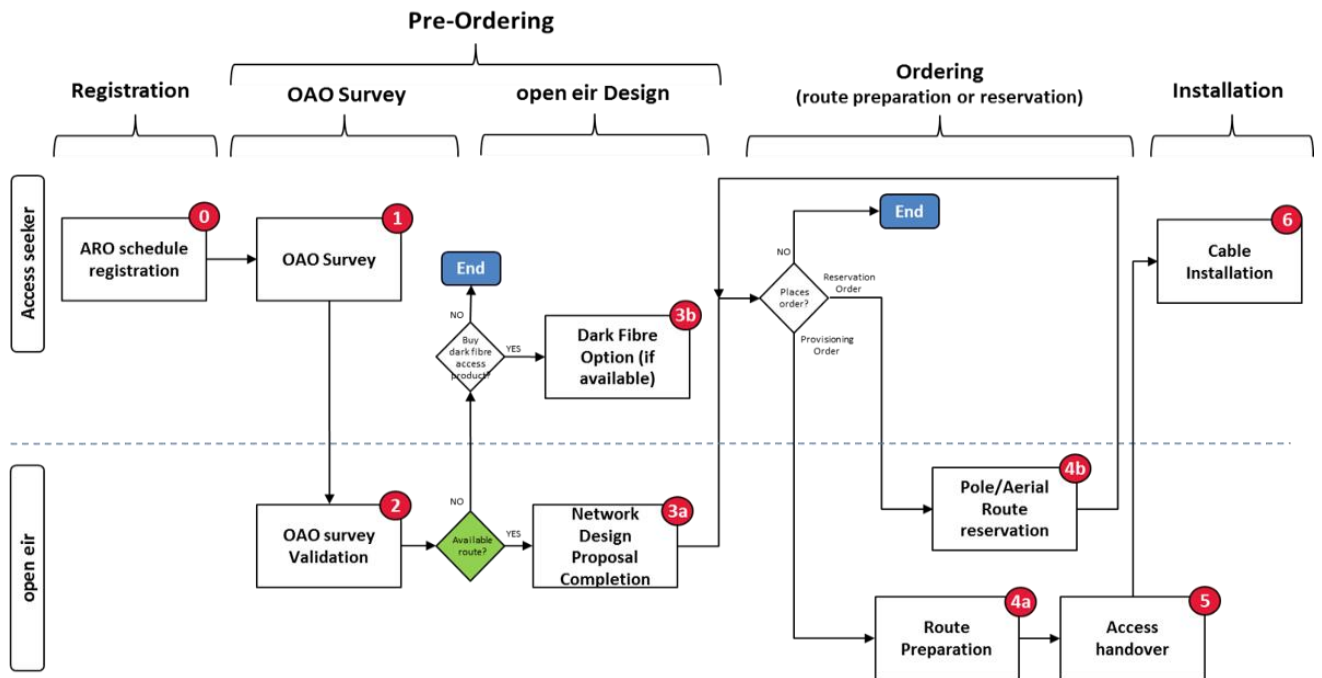 Pre-Ordering
Registration
OAO Survey
open eir Design
Ordering
(route preparation or reservation)
Installation
Access seeker
0
ARO schedule
registration
1
OAO Survey
End
NO
Buy
dark fibre
access
product?
YES
3b
Dark Fibre
Option (if
available)
End
NO
Places
order?
Reservation
Order
Provisioning
Order
6
Cable
Installation
open eir
2
OAO survey
Validation
NO
Available
route?
YES
3a
Network
Design
Proposal
Completion
4b
Pole/Aerial
Route
reservation
4a
Route
Preparation
5
Access
handover